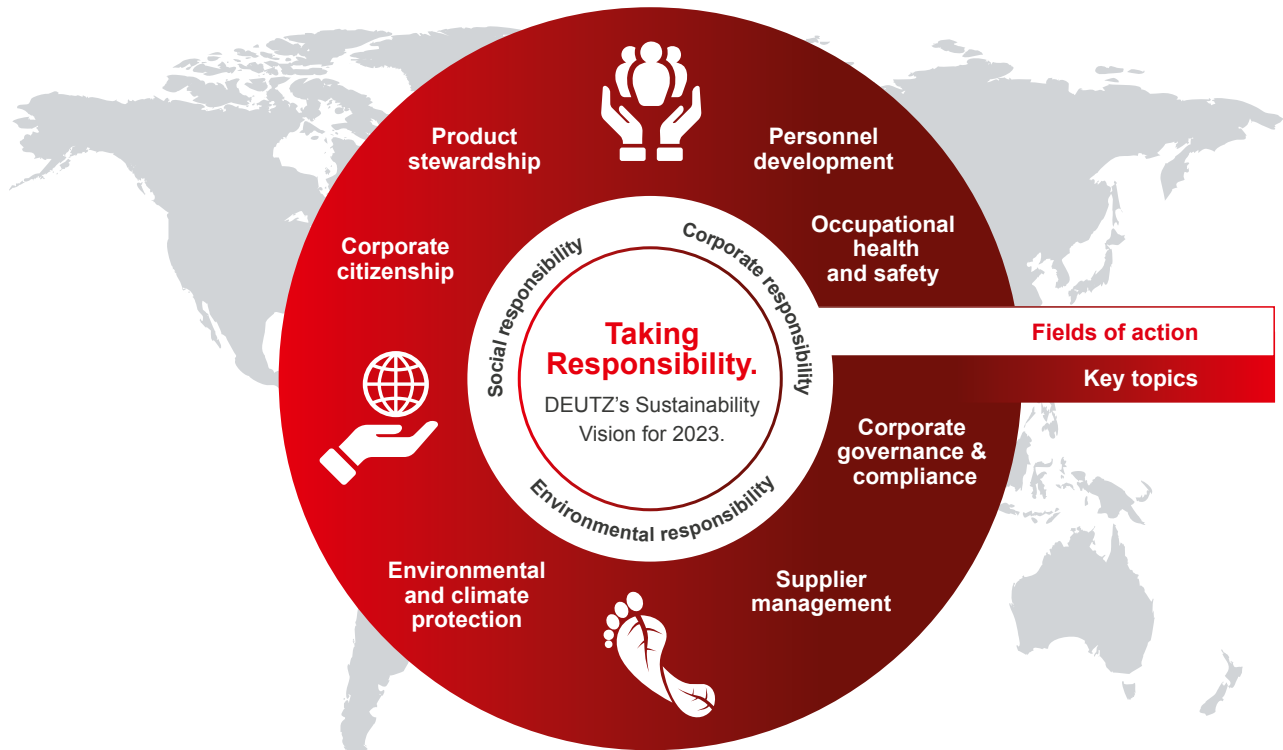 Product
stewardship
Personnel
development
Corporate
citizenship
Occupational
health
and safety
Social responsibility
Corporate responsibility
Environmental responsibility
Taking
Responsibility.
DEUTZ’s Sustainability
Vision for 2023.
Fields of action
Key topics
Corporate
governance &
compliance
Environmental
and climate
protection
Supplier
management